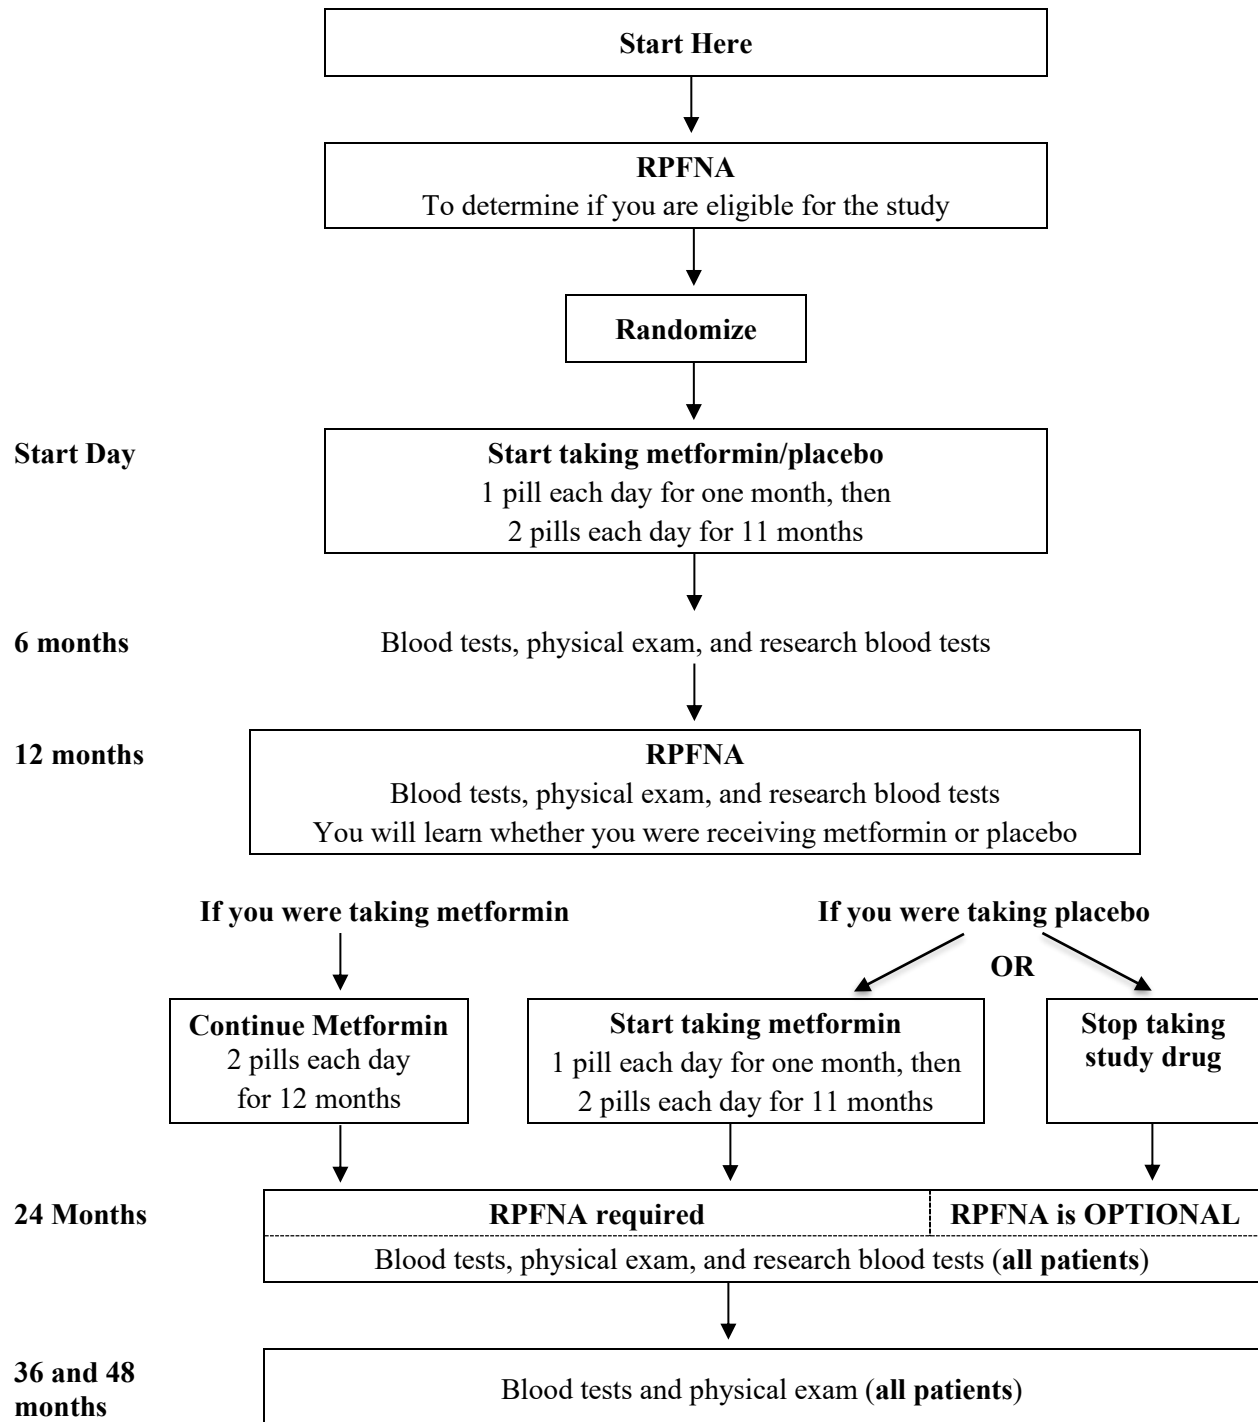 Start Here
RPFNA
To determine if you are eligible for the study
Randomize
Start Day
Start taking metformin/placebo
1 pill each day for one month, then
2 pills each day for 11 months
6 months
Blood tests, physical exam, and research blood tests
12 months
RPFNA
Blood tests, physical exam, and research blood tests
You will learn whether you were receiving metformin or placebo
If you were taking metformin
If you were taking placebo
OR
Continue Metformin
2 pills each day
for 12 months
Start taking metformin
1 pill each day for one month, then
2 pills each day for 11 months
Stop taking
study drug
24 Months
RPFNA required
RPFNA is OPTIONAL
Blood tests, physical exam, and research blood tests (all patients)
36 and 48
months
Blood tests and physical exam (all patients)